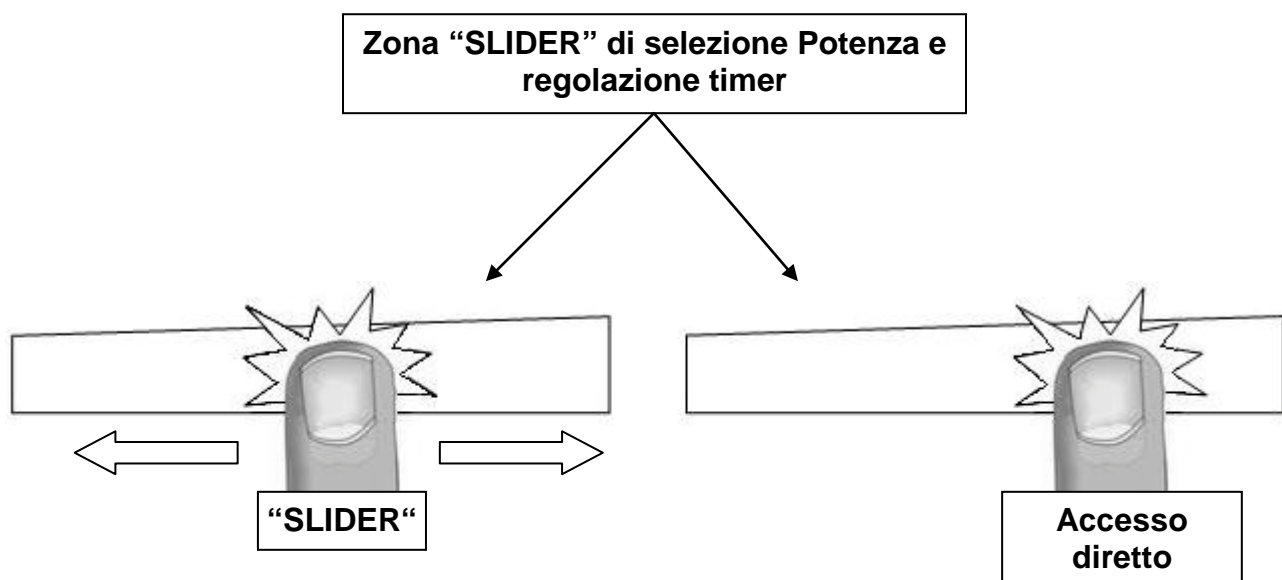 Zona “SLIDER” di selezione Potenza e
regolazione timer
“SLIDER“
Accesso
diretto